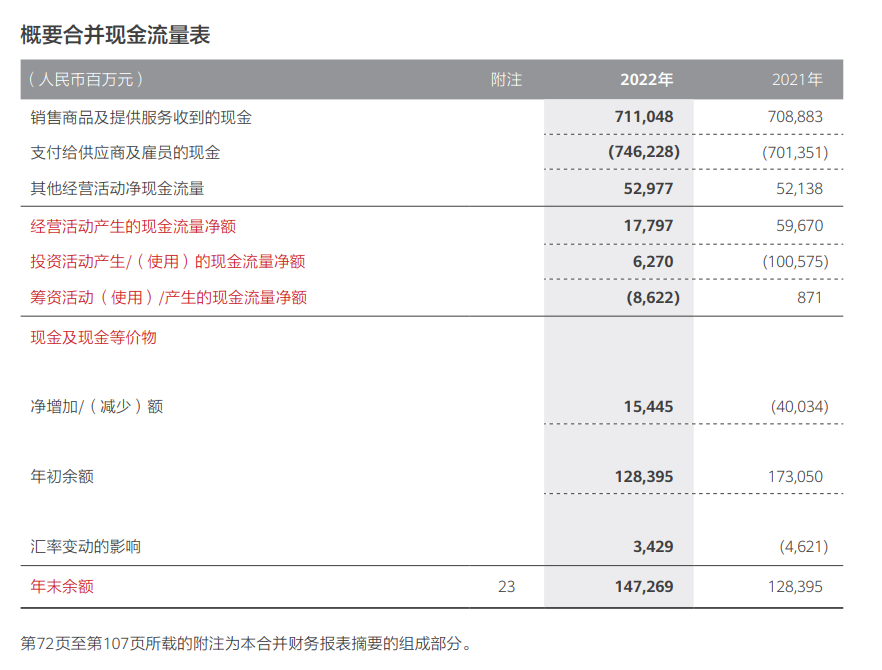 概要合并现金流量表
（人民币百万元） 附注 2022年 2021年
销售商品及提供服务收到的现金 711,048 708,883
支付给供应商及雇员的现金 (746,228) (701,351)
其他经营活动净现金流量 52,977 52,138
经营活动产生的现金流量净额 17,797 59,670
投资活动产生/（使用）的现金流量净额 6,270 (100,575)
筹资活动（使用）/产生的现金流量净额 (8,622) 871
现金及现金等价物
净增加/（减少）额 15,445 (40,034)
年初余额 128,395 173,050
汇率变动的影响 3,429 (4,621)
年末余额 23 147,269 128,395
第72页至第107页所载的附注为本合并财务报表摘要的组成部分。